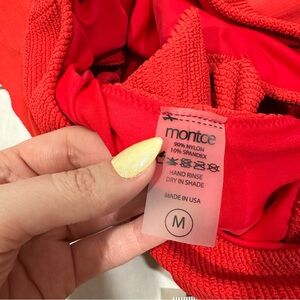 montce
90% NYLON
10% SPANDEX
HAND RINSE
DRY IN SHADE
MADE IN USA
M